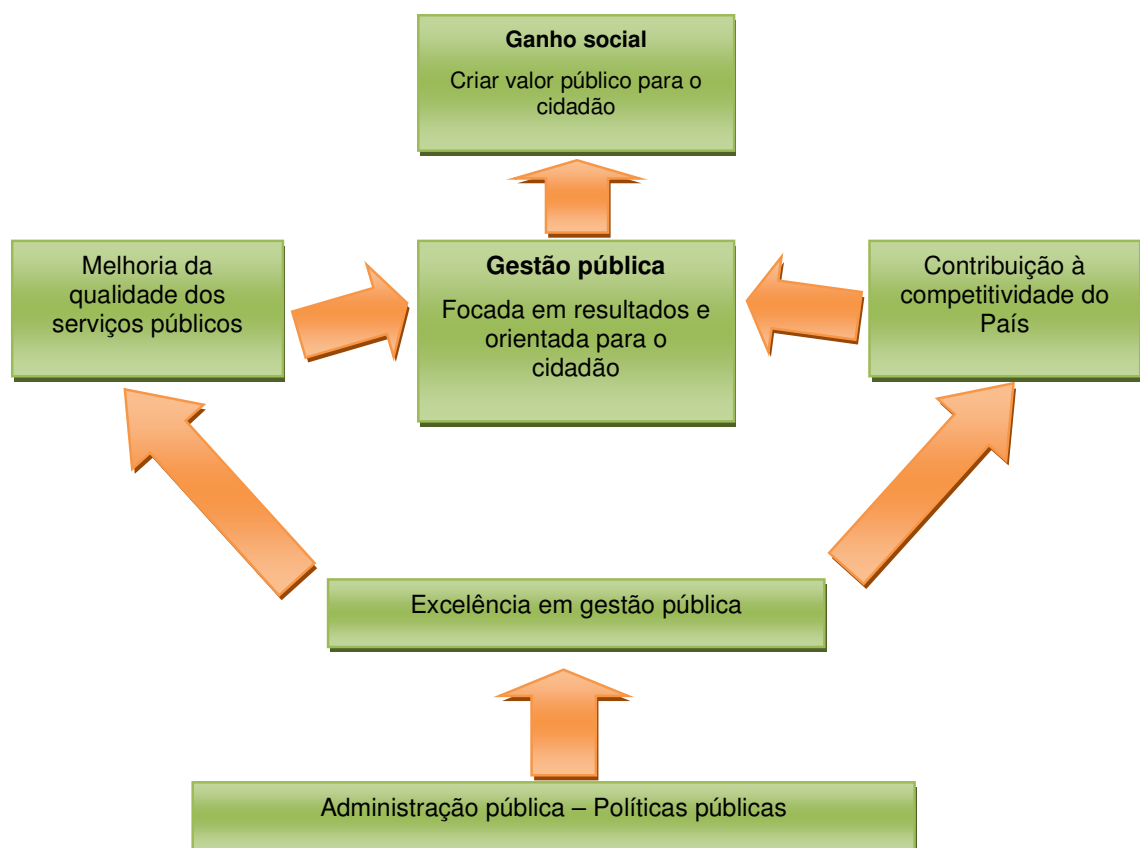 Ganho social
Criar valor público para o
cidadão
Melhoria da
qualidade dos
serviços públicos
Gestão pública
Focada em resultados e
orientada para o
cidadão
Contribuição à
competitividade do
País
Excelência em gestão pública
Administração pública – Políticas públicas